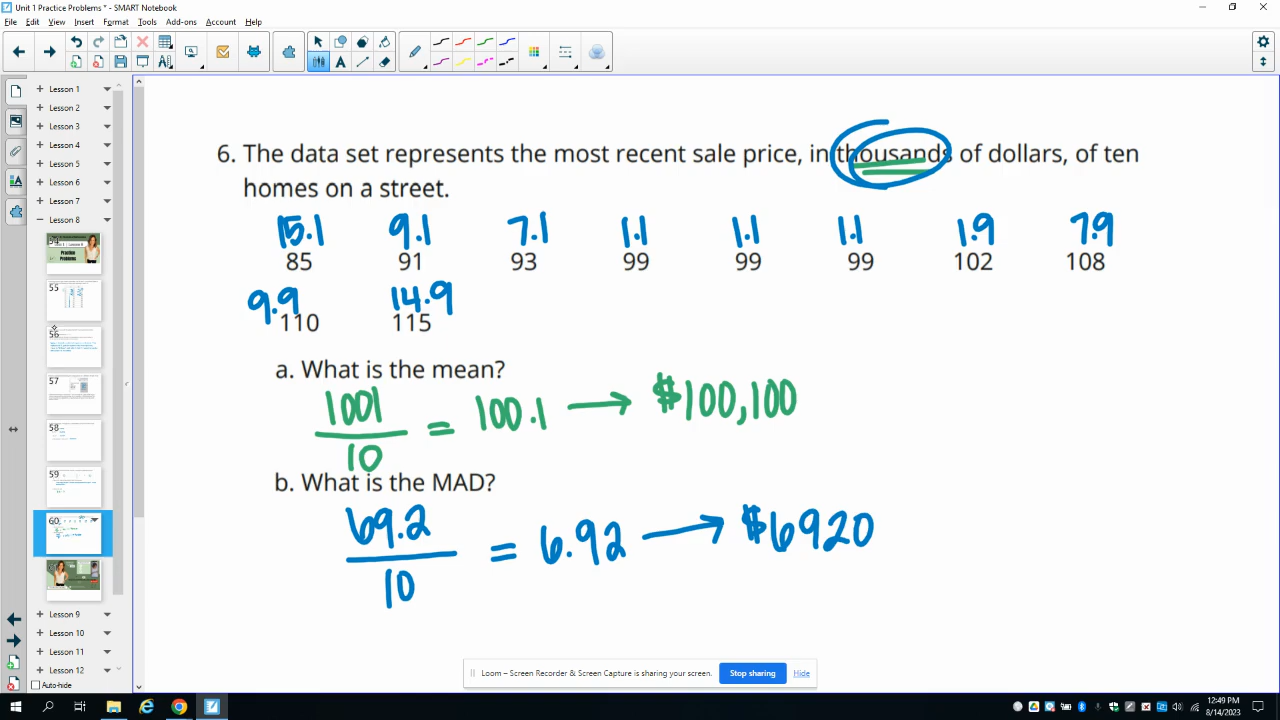 Unit 1 Practice Problems * - SMART Notebook
File Edit View Insert Format Tools Add-ons Account Help
Lesson 1
Lesson 2
Lesson 3
Lesson 4
Lesson 5
Lesson 6
Lesson 7
Lesson 8
54
Practice
Problems
55
56
57
58
59
60
Lesson 9
Lesson 10
Lesson 11
Lesson 12
Auto-hide
6. The data set represents the most recent sale price, in thousands of dollars, of ten
homes on a street.
15.1 9.1 7.1 1.1 1.1 1.1 1.9 7.9
85 91 93 99 99 99 102 108
9.9 14.9
110 115
a. What is the mean?
1001
10
= 100.1 → $100,100
b. What is the MAD?
69.2
10
= 6.92 → $6920
Loom – Screen Recorder & Screen Capture is sharing your screen. Stop sharing Hide
12:49 PM
8/14/2023